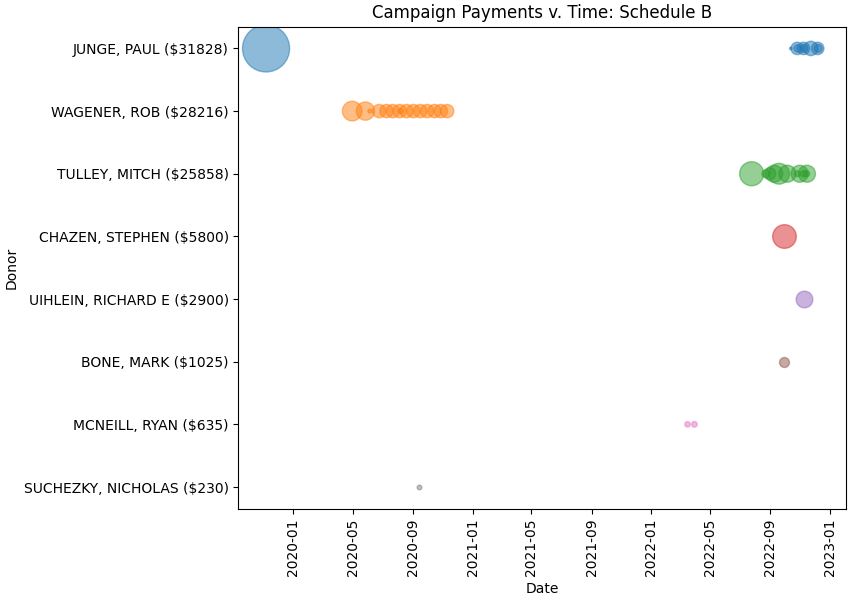 Campaign Payments v. Time: Schedule B
JUNGE, PAUL ($31828)
WAGENER, ROB ($28216)
TULLEY, MITCH ($25858)
CHAZEN, STEPHEN ($5800)
UIHLEIN, RICHARD E ($2900)
BONE, MARK ($1025)
MCNEILL, RYAN ($635)
SUCHEZKY, NICHOLAS ($230)
Donor
2020-01
2020-05
2020-09
2021-01
2021-05
2021-09
2022-01
2022-05
2022-09
2023-01
Date